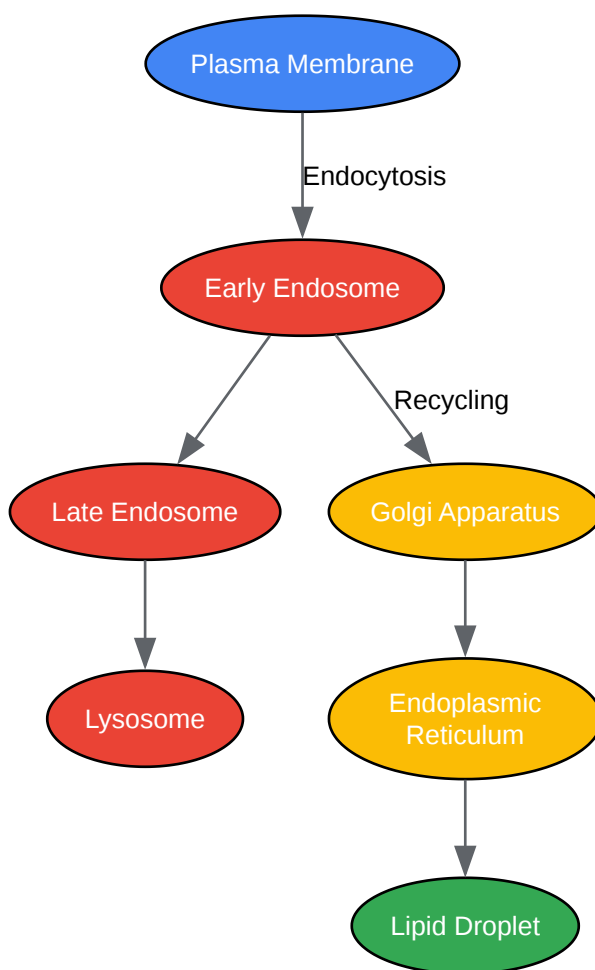 Plasma Membrane
Endocytosis
Early Endosome
Recycling
Late Endosome
Golgi Apparatus
Lysosome
Endoplasmic
Reticulum
Lipid Droplet